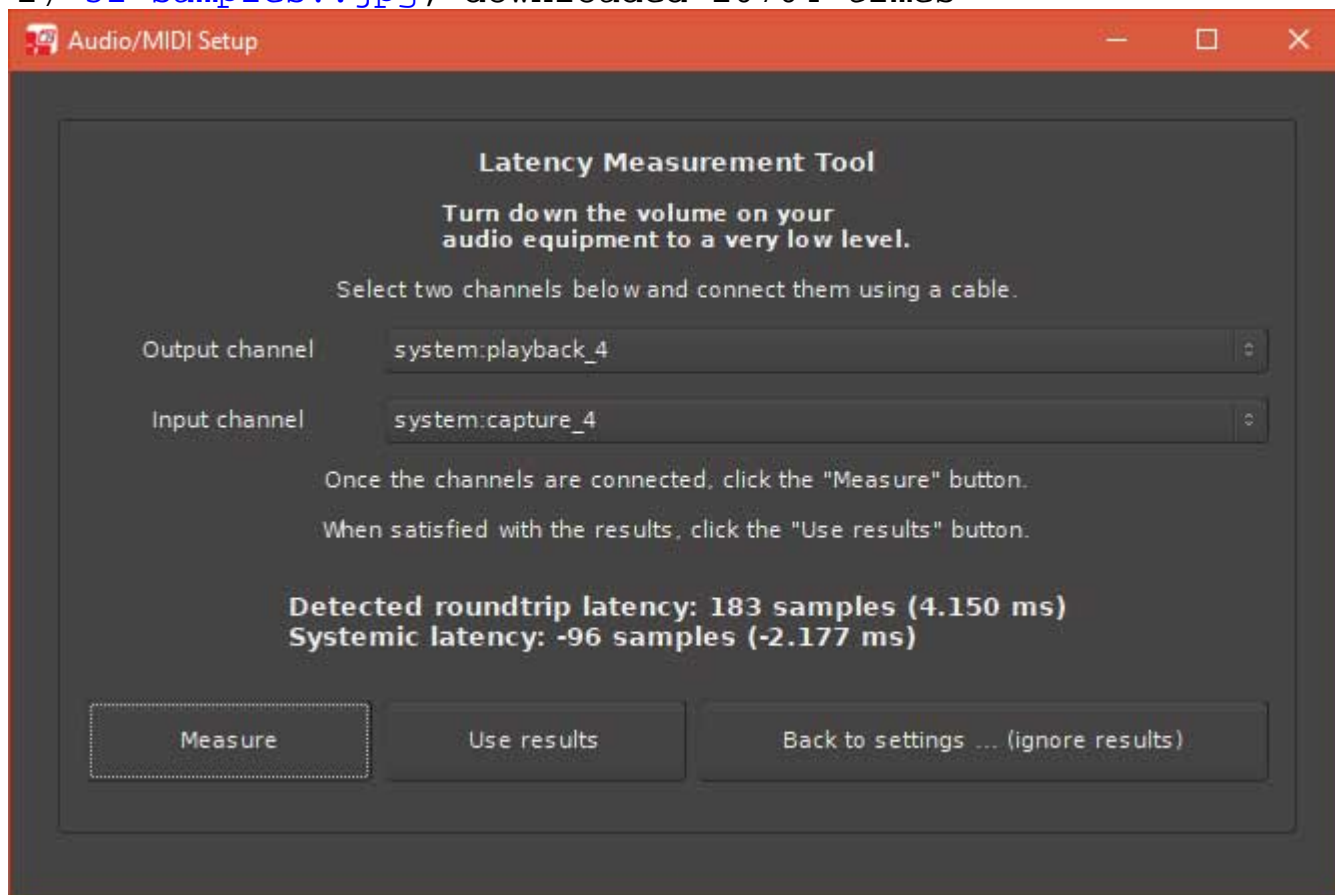 Audio/MIDI Setup
Latency Measurement Tool
Turn down the volume on your
audio equipment to a very low level.
Select two channels below and connect them using a cable.
Output channel system:playback_4
Input channel system:capture_4
Once the channels are connected, click the "Measure" button.
When satisfied with the results, click the "Use results" button.
Detected roundtrip latency: 183 samples (4.150 ms)
Systemic latency: -96 samples (-2.177 ms)
Measure Use results Back to settings ... (ignore results)